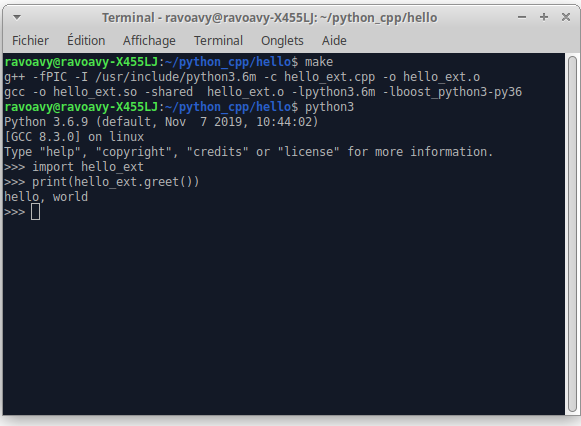 Terminal - ravoavy@ravoavy-X455LJ: ~/python_cpp/hello
Fichier Édition Affichage Terminal Onglets Aide
ravoavy@ravoavy-X455LJ:~/python_cpp/hello$ make
g++ -fPIC -I /usr/include/python3.6m -c hello_ext.cpp -o hello_ext.o
gcc -o hello_ext.so -shared  hello_ext.o -lpython3.6m -lboost_python3-py36
ravoavy@ravoavy-X455LJ:~/python_cpp/hello$ python3
Python 3.6.9 (default, Nov  7 2019, 10:44:02)
[GCC 8.3.0] on linux
Type "help", "copyright", "credits" or "license" for more information.
>>> import hello_ext
>>> print(hello_ext.greet())
hello, world
>>>